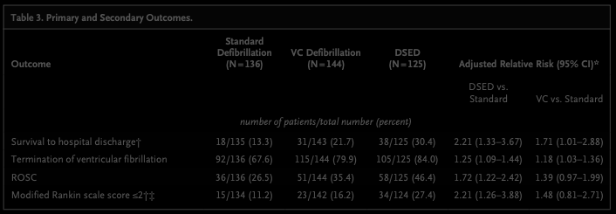 Table 3. Primary and Secondary Outcomes.
Outcome Standard Defibrillation (N=136) VC Defibrillation (N=144) DSED (N=125) Adjusted Relative Risk (95% CI)*
DSED vs. Standard VC vs. Standard
number of patients/total number (percent)
Survival to hospital discharge† 18/135 (13.3) 31/143 (21.7) 38/125 (30.4) 2.21 (1.33–3.67) 1.71 (1.01–2.88)
Termination of ventricular fibrillation 92/136 (67.6) 115/144 (79.9) 105/125 (84.0) 1.25 (1.09–1.44) 1.18 (1.03–1.36)
ROSC 36/136 (26.5) 51/144 (35.4) 58/125 (46.4) 1.72 (1.22–2.42) 1.39 (0.97–1.99)
Modified Rankin scale score ≤2†‡ 15/134 (11.2) 23/142 (16.2) 34/124 (27.4) 2.21 (1.26–3.88) 1.48 (0.81–2.71)